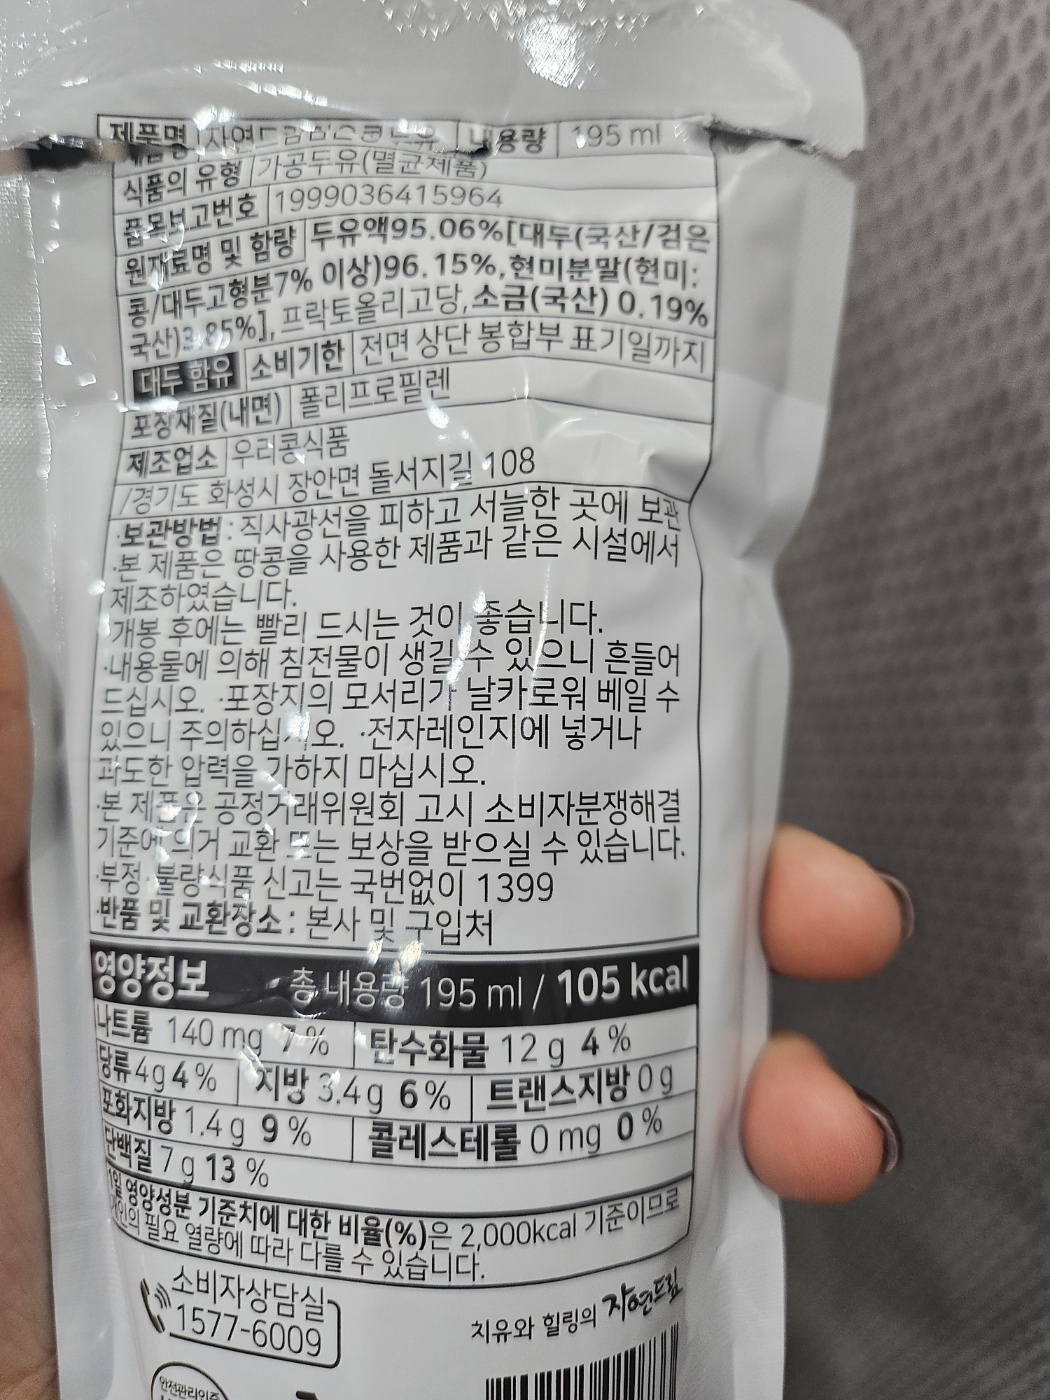 제품명 자연드림검은콩두유 내용량 195 ml
식품의 유형 가공두유(멸균제품)
품목보고번호 1999036415964
원재료명 및 함량 두유액95.06%[대두(국산/검은
콩/대두고형분7% 이상)96.15%,현미분말(현미:
국산)3.85%], 프락토올리고당, 소금(국산) 0.19%
대두 함유 소비기한 전면 상단 봉합부 표기일까지
포장재질(내면) 폴리프로필렌
제조업소 우리콩식품
/경기도 화성시 장안면 돌서지길 108
·보관방법: 직사광선을 피하고 서늘한 곳에 보관
·본 제품은 땅콩을 사용한 제품과 같은 시설에서
제조하였습니다.
·개봉 후에는 빨리 드시는 것이 좋습니다.
·내용물에 의해 침전물이 생길 수 있으니 흔들어
드십시오. ·포장지의 모서리가 날카로워 베일 수
있으니 주의하십시오. ·전자레인지에 넣거나
과도한 압력을 가하지 마십시오.
·본 제품은 공정거래위원회 고시 소비자분쟁해결
기준에 의거 교환 또는 보상을 받으실 수 있습니다.
·부정·불량식품 신고는 국번없이 1399
·반품 및 교환장소: 본사 및 구입처
영양정보 총 내용량 195 ml / 105 kcal
나트륨 140 mg 7 % 탄수화물 12 g 4 %
당류 4 g 4 % 지방 3.4 g 6 % 트랜스지방 0 g
포화지방 1.4 g 9 % 콜레스테롤 0 mg 0 %
단백질 7 g 13 %
1일 영양성분 기준치에 대한 비율(%)은 2,000kcal 기준이므로
개인의 필요 열량에 따라 다를 수 있습니다.
소비자상담실
1577-6009
치유와 힐링의 자연드림
안전관리인증